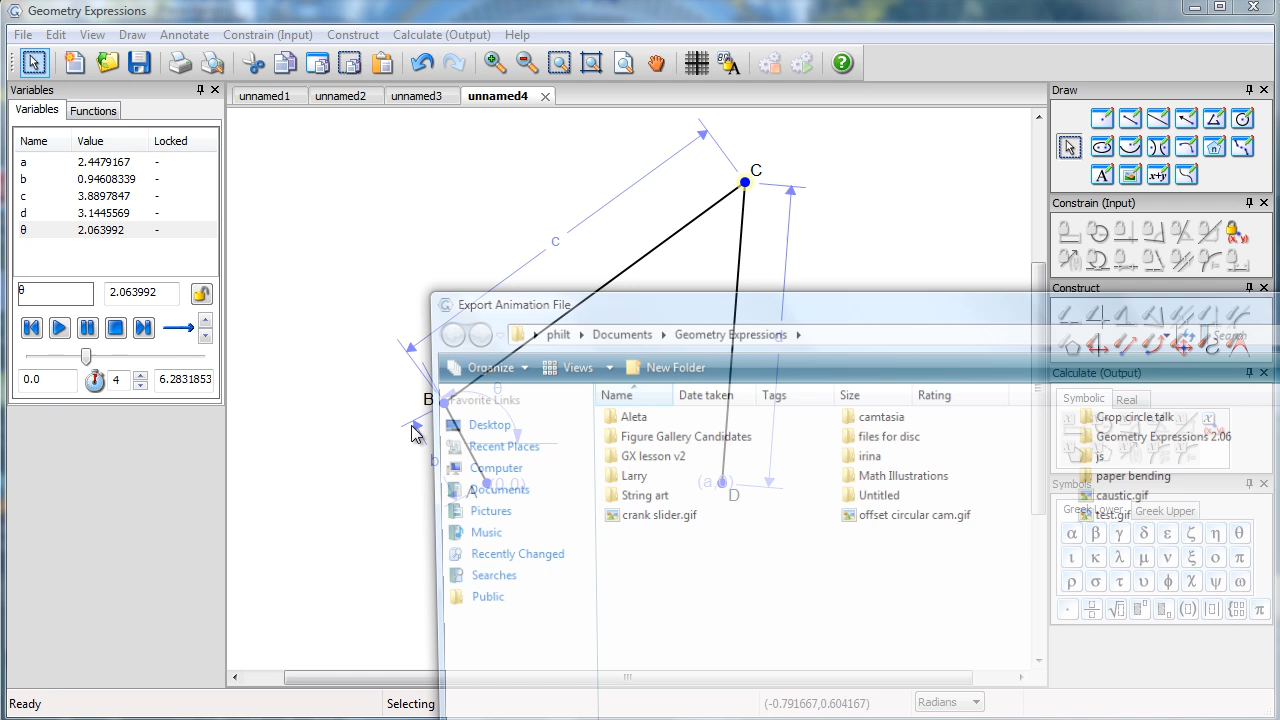 Geometry Expressions
File Edit View Draw Annotate Constrain (Input) Construct Calculate (Output) Help
Variables
Variables Functions
Name Value Locked
a 2.4479167 -
b 0.94608339 -
c 3.8897847 -
d 3.1445569 -
θ 2.063992 -
θ 2.063992
0.0 4 6.2831853
unnamed1 unnamed2 unnamed3 unnamed4
C
c
d
B
θ
b
A (0,0)
D
Export Animation File
philt Documents Geometry Expressions
Search
Organize Views New Folder
Favorite Links
Desktop
Recent Places
Computer
Documents
Pictures
Music
Recently Changed
Searches
Public
Name Date taken Tags Size Rating
Aleta
Figure Gallery Candidates
GX lesson v2
Larry
String art
crank slider.gif
camtasia
files for disc
irina
Math Illustrations
Untitled
offset circular cam.gif
Crop circle talk
Geometry Expressions 2.06
js
paper bending
caustic.gif
test.gif
Draw
Constrain (Input)
Construct
Calculate (Output)
Symbolic Real
Symbols
Greek Lower Greek Upper
α β γ δ ε ζ η θ
ι κ λ μ ν ξ ο π
ρ σ τ υ φ χ ψ ω
Ready
Selecting
(-0.791667,0.604167)
Radians